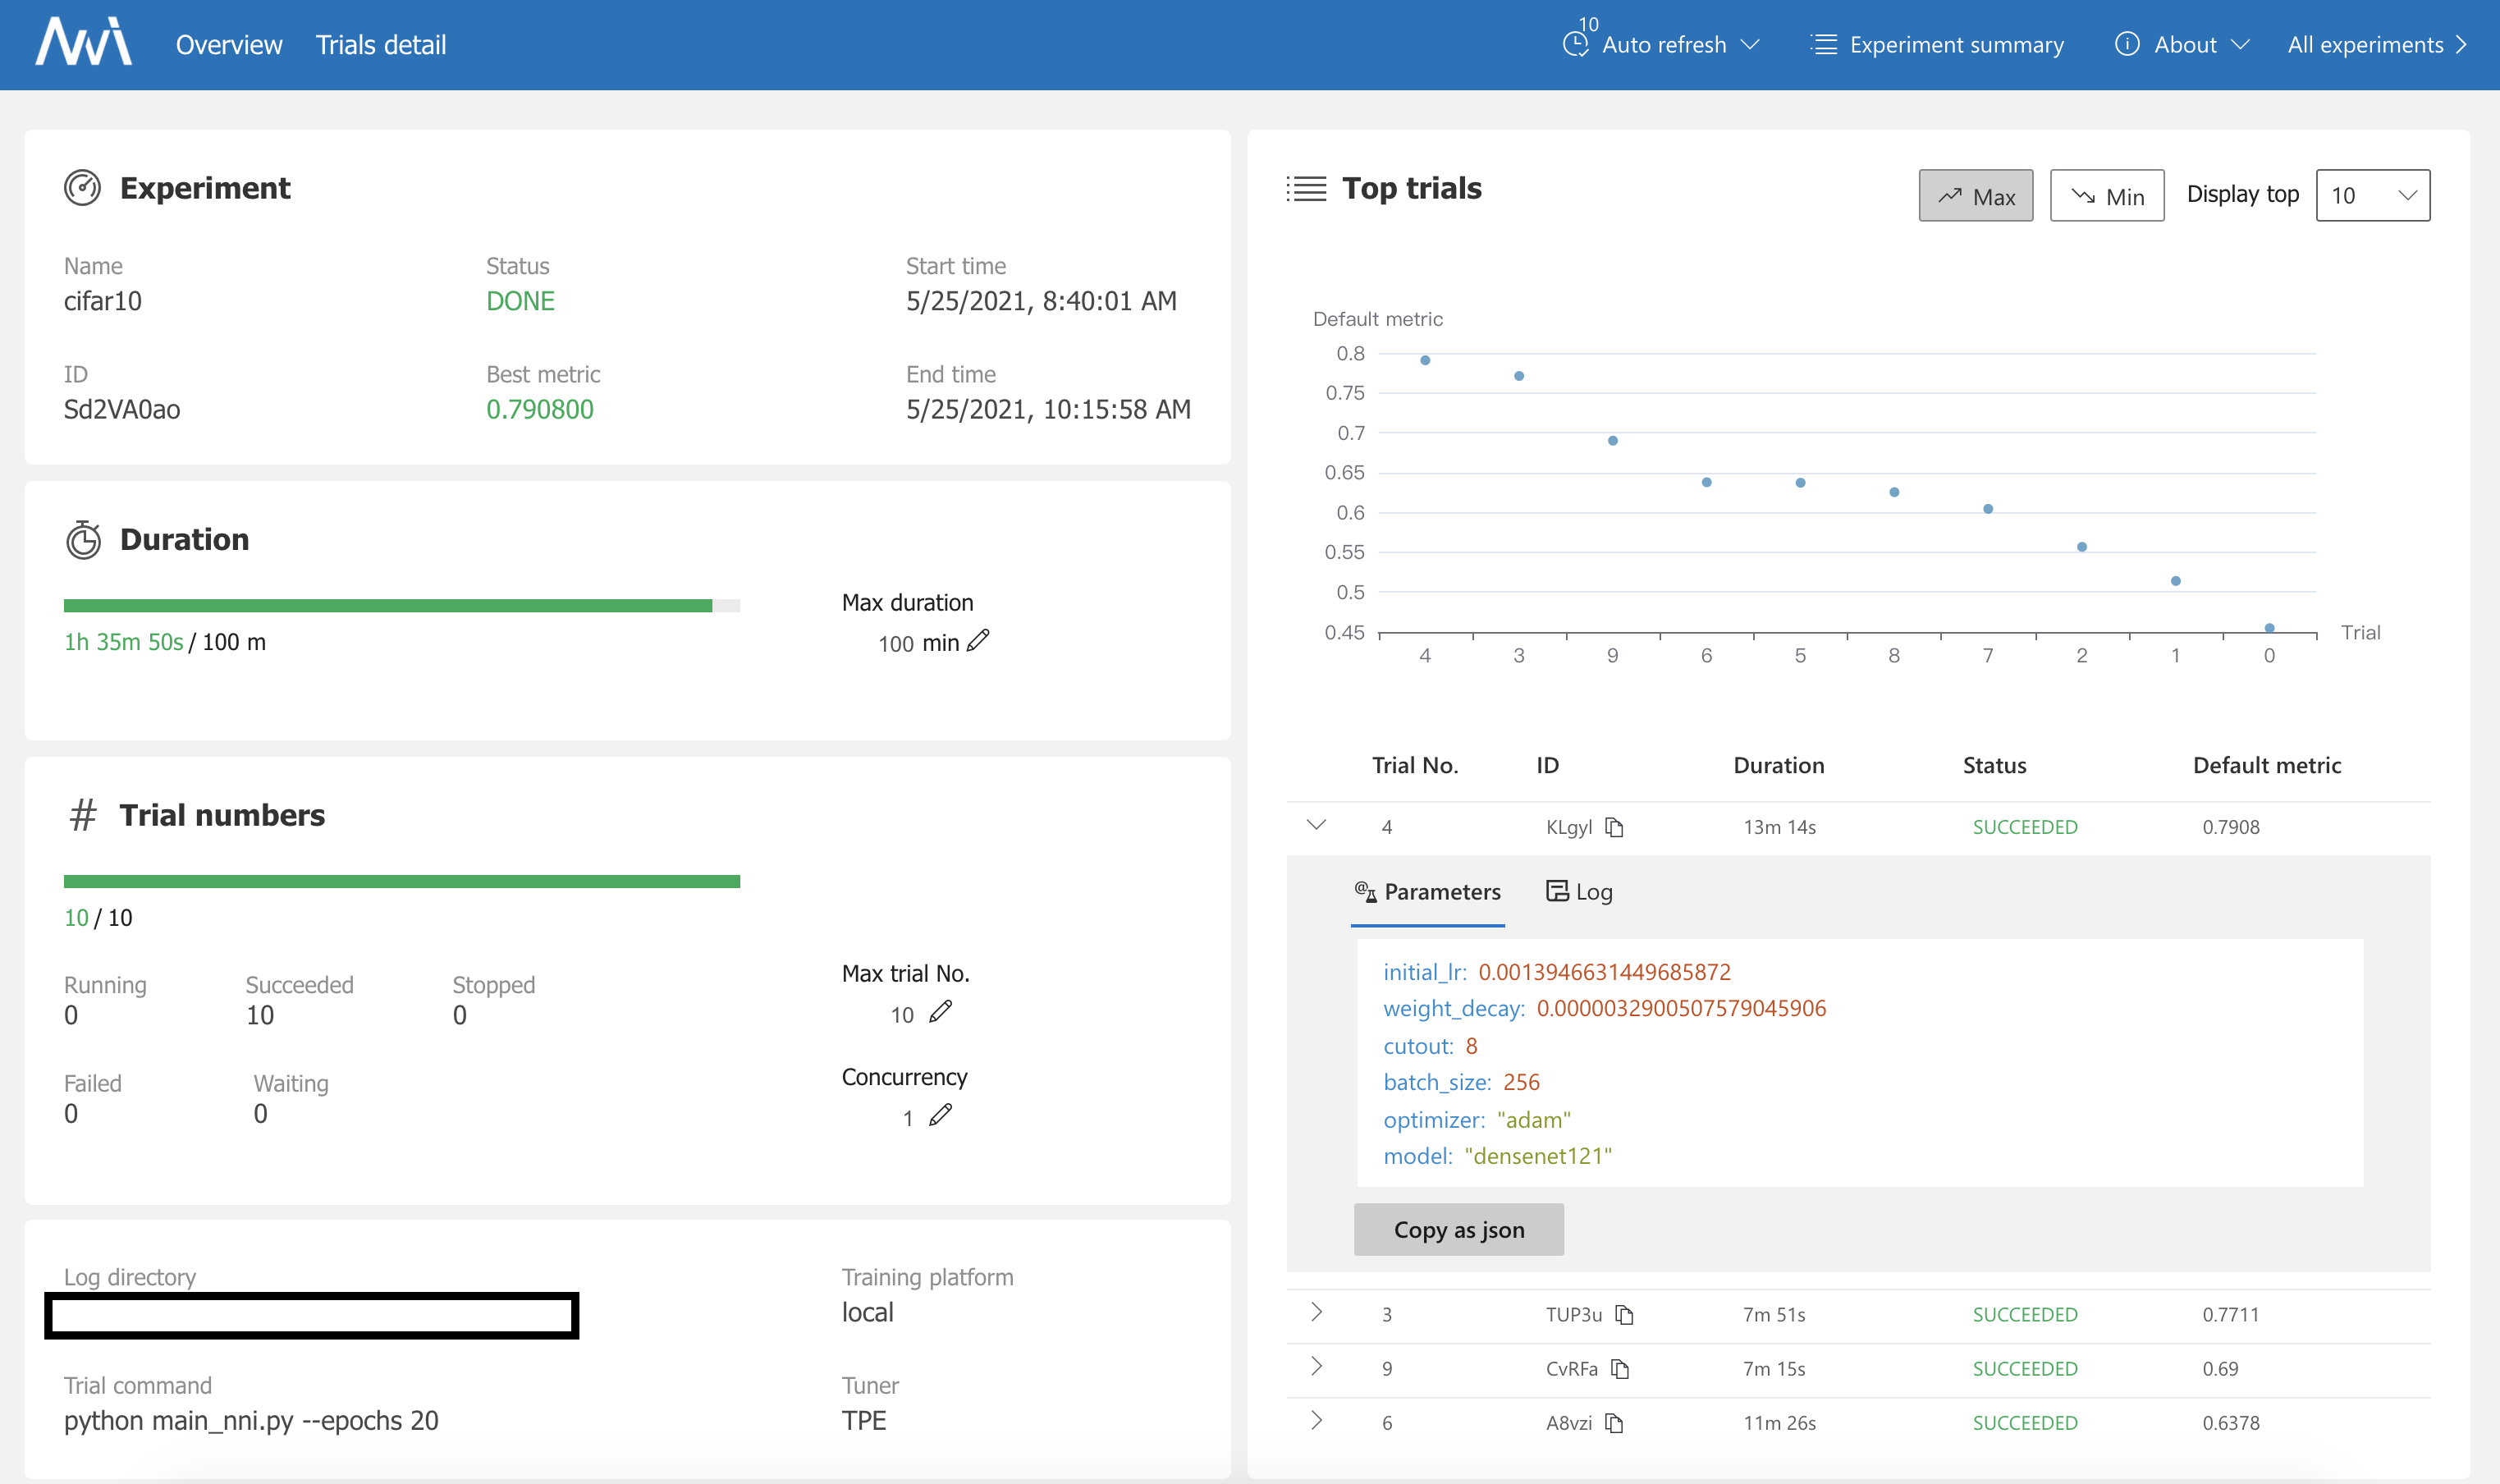 Overview Trials detail 10 Auto refresh Experiment summary About All experiments
Experiment
Name Status Start time
cifar10 DONE 5/25/2021, 8:40:01 AM
ID Best metric End time
Sd2VA0ao 0.790800 5/25/2021, 10:15:58 AM
Duration
Max duration
1h 35m 50s / 100 m 100 min
# Trial numbers
10 / 10
Running Succeeded Stopped
0 10 0
Failed Waiting
0 0
Max trial No.
10
Concurrency
1
Log directory Training platform
local
Trial command Tuner
python main_nni.py --epochs 20 TPE
Top trials Max Min Display top 10
Default metric
0.8
0.75
0.7
0.65
0.6
0.55
0.5
0.45 Trial
4 3 9 6 5 8 7 2 1 0
Trial No. ID Duration Status Default metric
4 KLgyl 13m 14s SUCCEEDED 0.7908
Parameters Log
initial_lr: 0.0013946631449685872
weight_decay: 0.0000032900507579045906
cutout: 8
batch_size: 256
optimizer: "adam"
model: "densenet121"
Copy as json
3 TUP3u 7m 51s SUCCEEDED 0.7711
9 CvRFa 7m 15s SUCCEEDED 0.69
6 A8vzi 11m 26s SUCCEEDED 0.6378